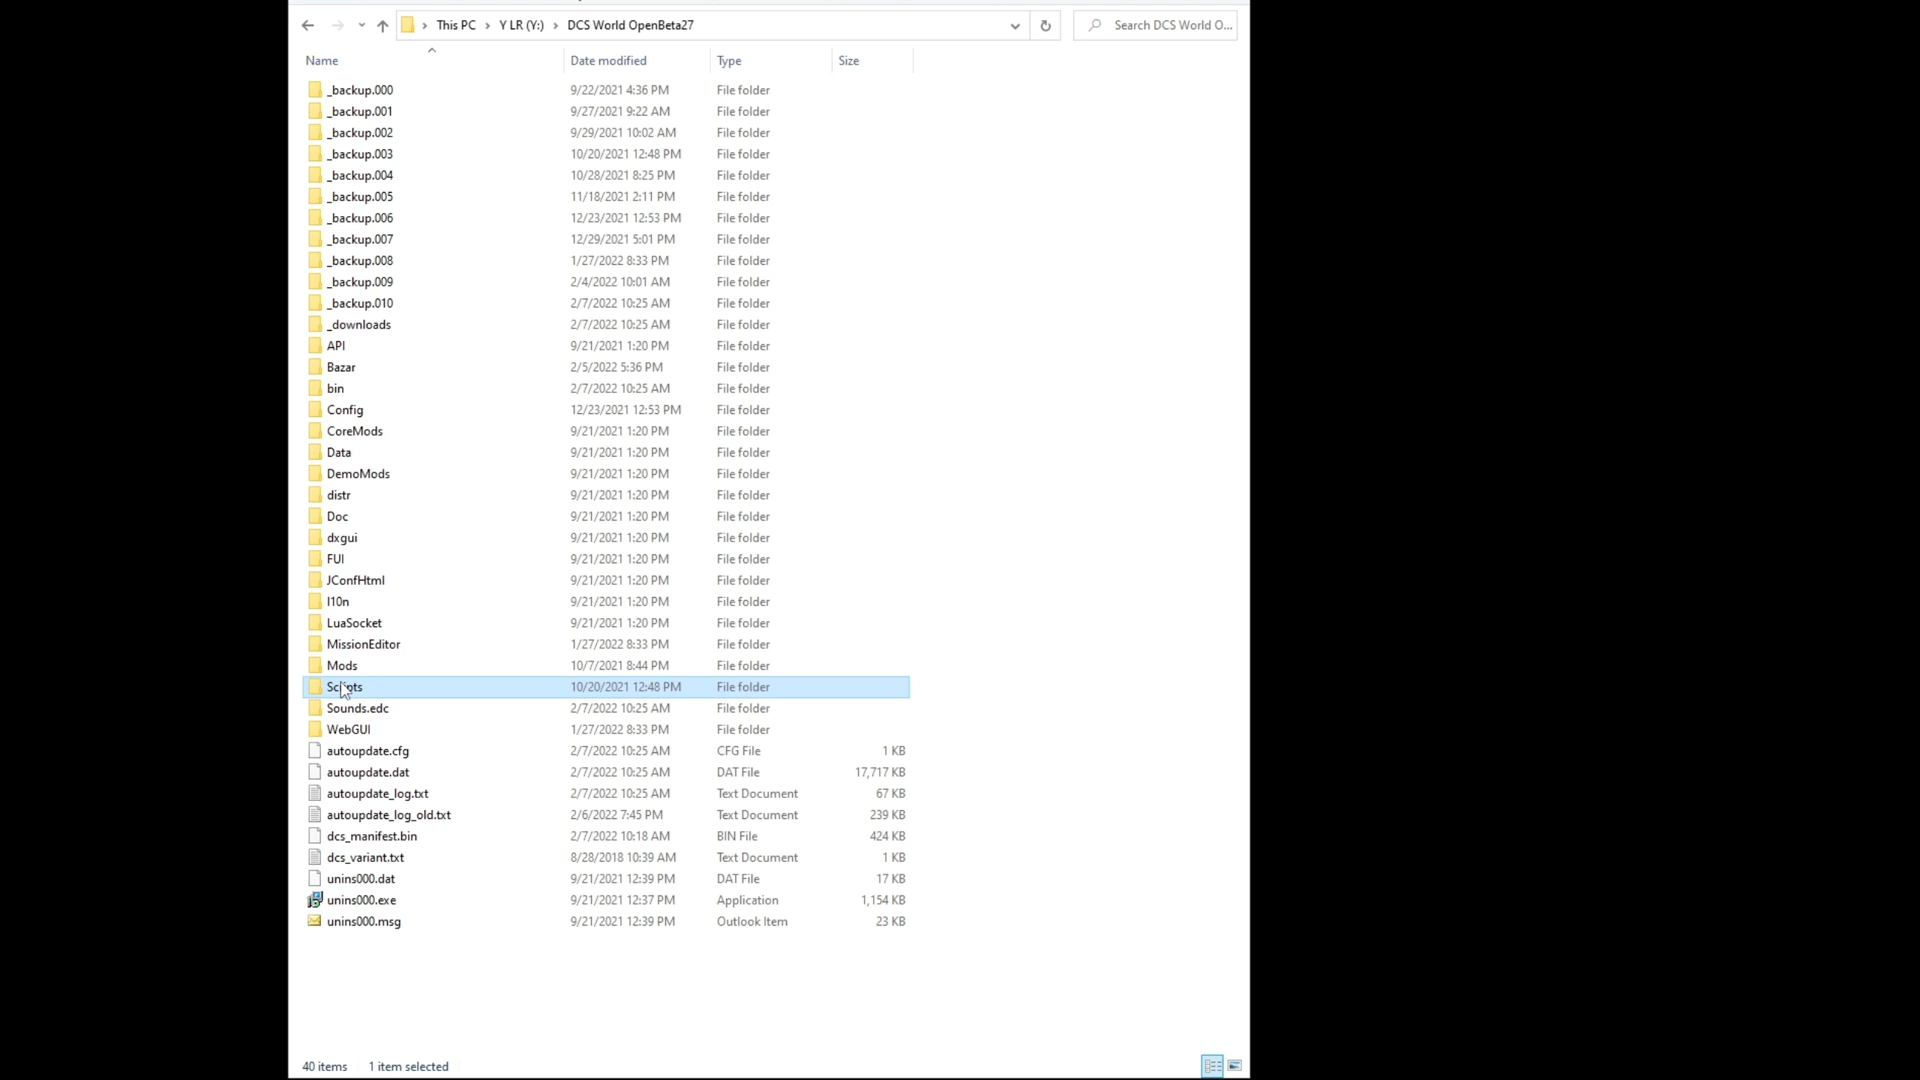 This PC > Y LR (Y:) > DCS World OpenBeta27
Search DCS World O...
Name Date modified Type Size
_backup.000 9/22/2021 4:36 PM File folder
_backup.001 9/27/2021 9:22 AM File folder
_backup.002 9/29/2021 10:02 AM File folder
_backup.003 10/20/2021 12:48 PM File folder
_backup.004 10/28/2021 8:25 PM File folder
_backup.005 11/18/2021 2:11 PM File folder
_backup.006 12/23/2021 12:53 PM File folder
_backup.007 12/29/2021 5:01 PM File folder
_backup.008 1/27/2022 8:33 PM File folder
_backup.009 2/4/2022 10:01 AM File folder
_backup.010 2/7/2022 10:25 AM File folder
_downloads 2/7/2022 10:25 AM File folder
API 9/21/2021 1:20 PM File folder
Bazar 2/5/2022 5:36 PM File folder
bin 2/7/2022 10:25 AM File folder
Config 12/23/2021 12:53 PM File folder
CoreMods 9/21/2021 1:20 PM File folder
Data 9/21/2021 1:20 PM File folder
DemoMods 9/21/2021 1:20 PM File folder
distr 9/21/2021 1:20 PM File folder
Doc 9/21/2021 1:20 PM File folder
dxgui 9/21/2021 1:20 PM File folder
FUI 9/21/2021 1:20 PM File folder
JConfHtml 9/21/2021 1:20 PM File folder
l10n 9/21/2021 1:20 PM File folder
LuaSocket 9/21/2021 1:20 PM File folder
MissionEditor 1/27/2022 8:33 PM File folder
Mods 10/7/2021 8:44 PM File folder
Scripts 10/20/2021 12:48 PM File folder
Sounds.edc 2/7/2022 10:25 AM File folder
WebGUI 1/27/2022 8:33 PM File folder
autoupdate.cfg 2/7/2022 10:25 AM CFG File 1 KB
autoupdate.dat 2/7/2022 10:25 AM DAT File 17,717 KB
autoupdate_log.txt 2/7/2022 10:25 AM Text Document 67 KB
autoupdate_log_old.txt 2/6/2022 7:45 PM Text Document 239 KB
dcs_manifest.bin 2/7/2022 10:18 AM BIN File 424 KB
dcs_variant.txt 8/28/2018 10:39 AM Text Document 1 KB
unins000.dat 9/21/2021 12:39 PM DAT File 17 KB
unins000.exe 9/21/2021 12:37 PM Application 1,154 KB
unins000.msg 9/21/2021 12:39 PM Outlook Item 23 KB
40 items 1 item selected